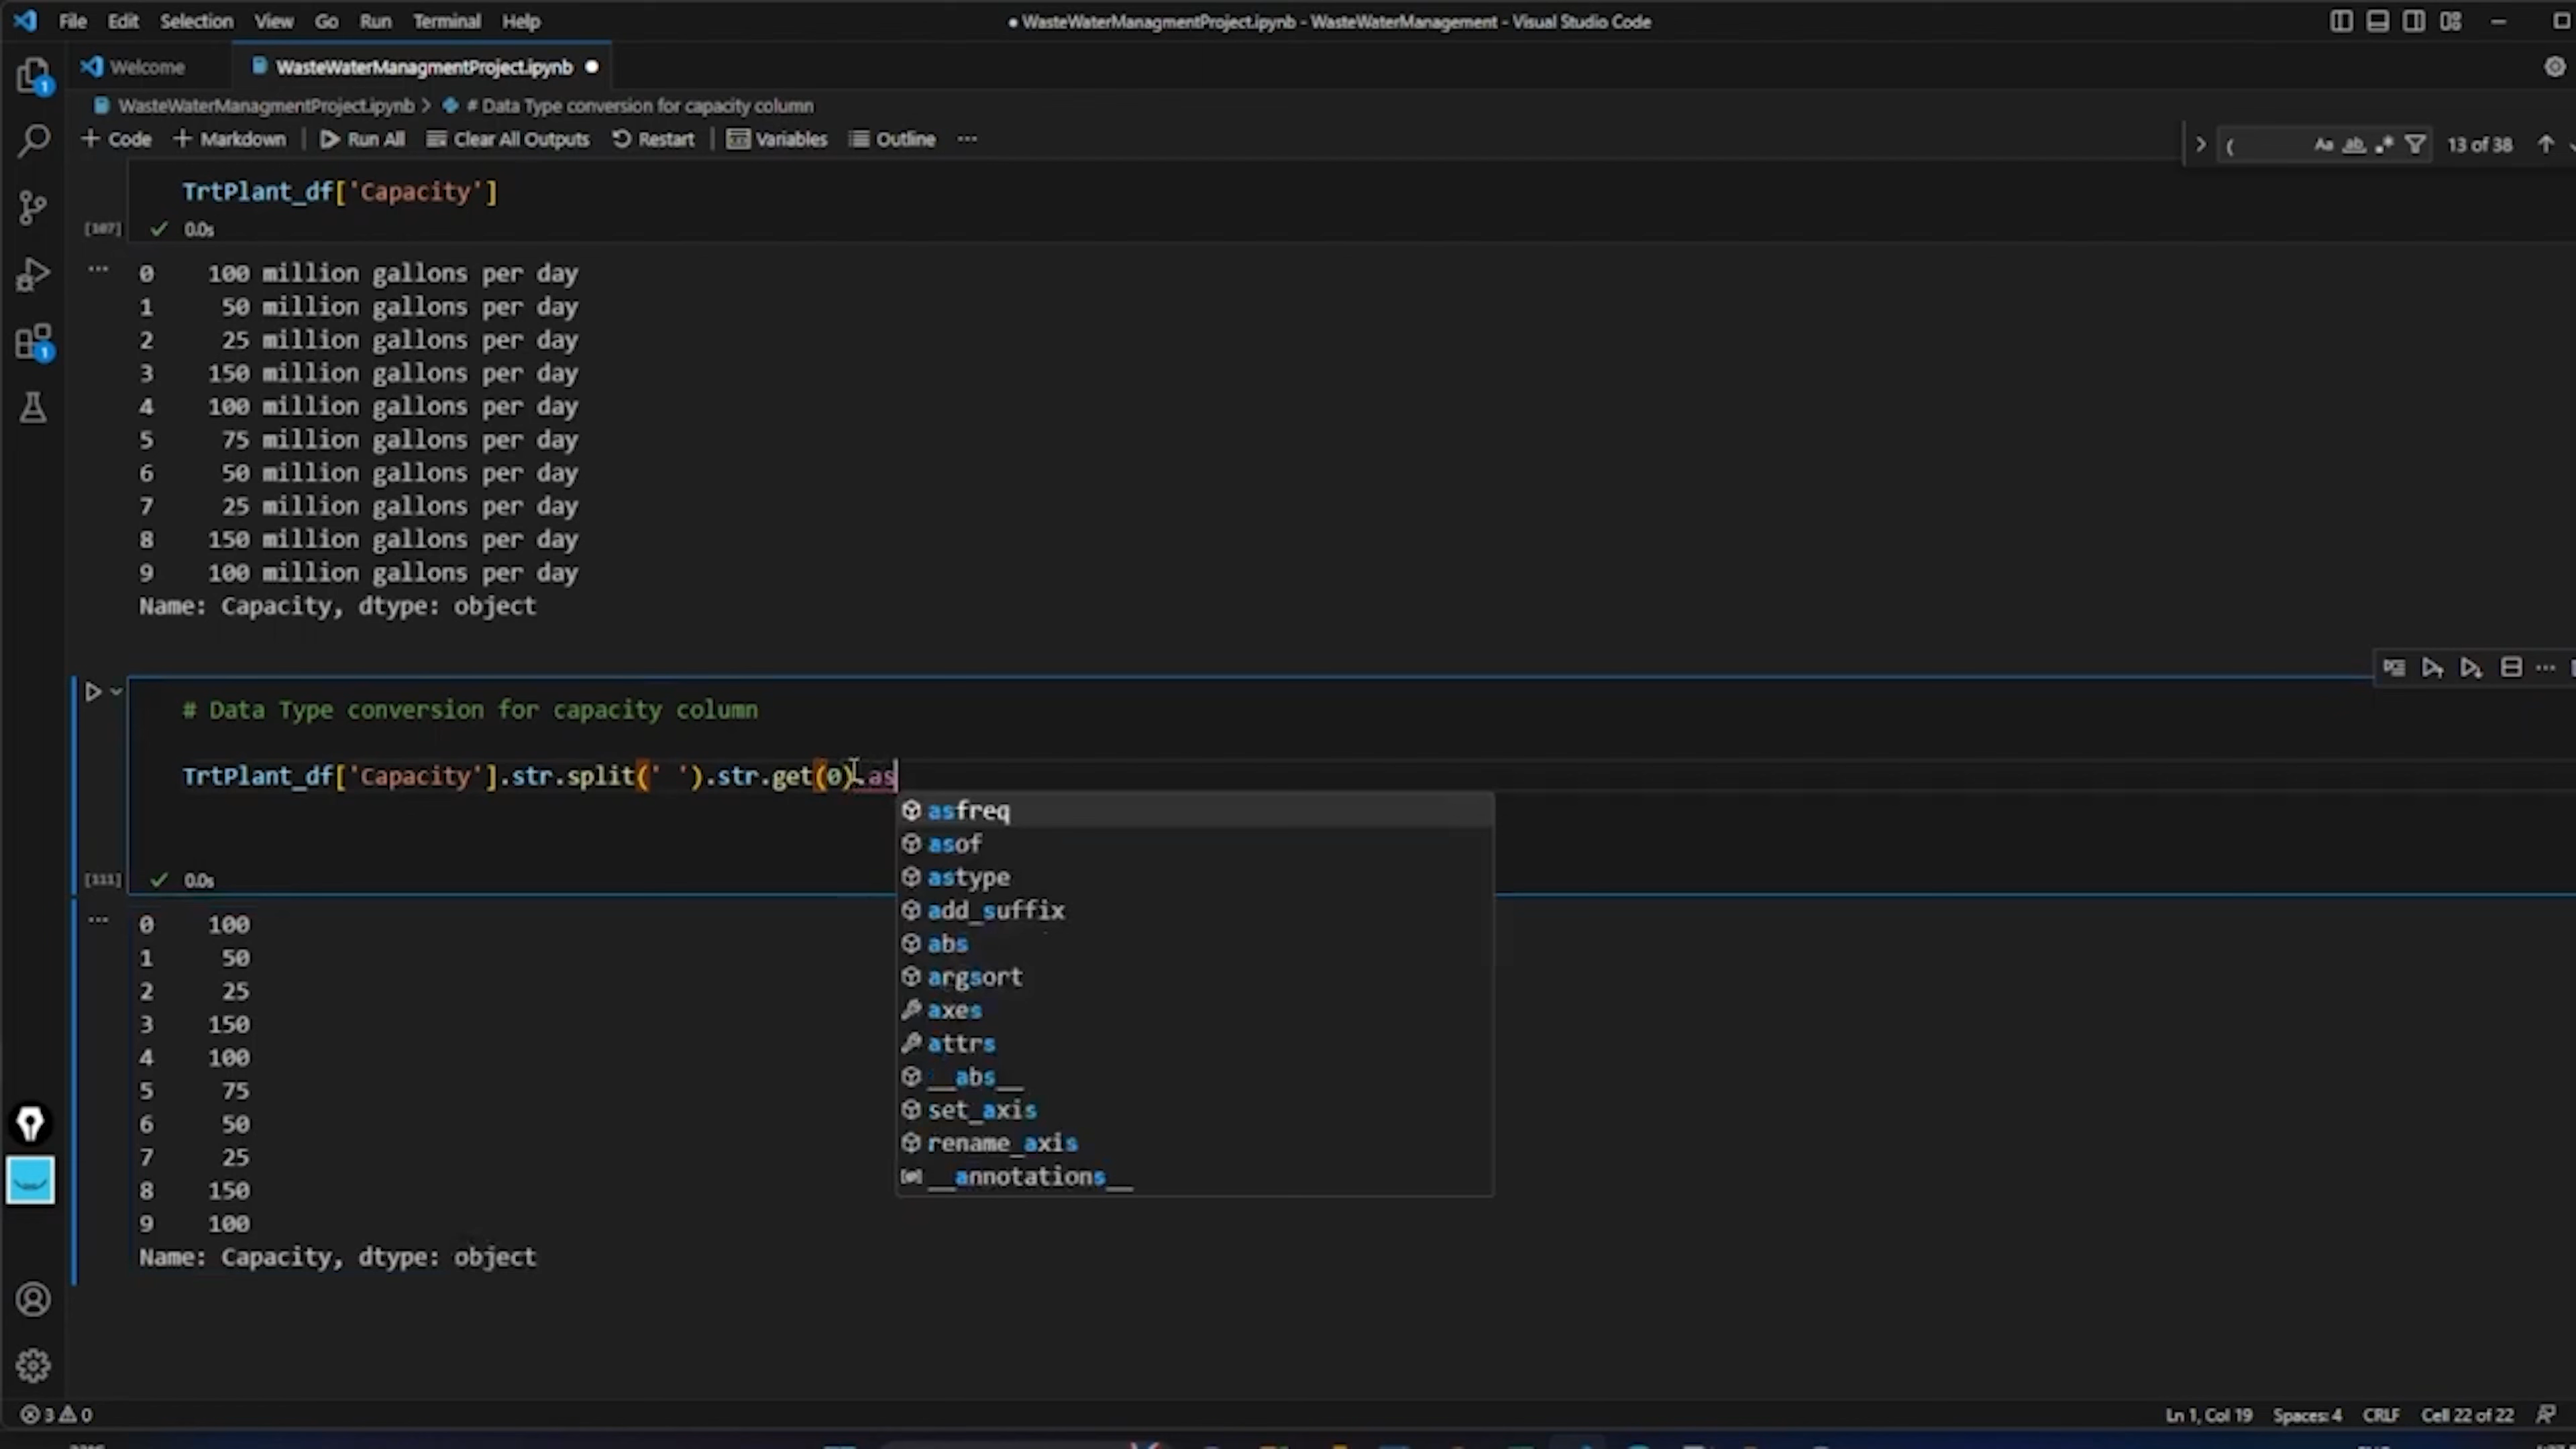 File Edit Selection View Go Run Terminal Help
● WasteWaterManagmentProject.ipynb - WasteWaterManagement - Visual Studio Code
Welcome WasteWaterManagmentProject.ipynb ●
WasteWaterManagmentProject.ipynb > # Data Type conversion for capacity column
+ Code + Markdown | Run All Clear All Outputs Restart | Variables Outline ...
> ( Aa ab 13 of 38
1
TrtPlant_df['Capacity']
[107] ✓ 0.0s
0 100 million gallons per day
1 50 million gallons per day
2 25 million gallons per day
3 150 million gallons per day
4 100 million gallons per day
5 75 million gallons per day
6 50 million gallons per day
7 25 million gallons per day
8 150 million gallons per day
9 100 million gallons per day
Name: Capacity, dtype: object
1
# Data Type conversion for capacity column
TrtPlant_df['Capacity'].str.split(' ').str.get(0).as
asfreq
asof
astype
add_suffix
abs
argsort
axes
attrs
__abs__
set_axis
rename_axis
__annotations__
[111] ✓ 0.0s
0 100
1 50
2 25
3 150
4 100
5 75
6 50
7 25
8 150
9 100
Name: Capacity, dtype: object
3 0
Ln 1, Col 19 Spaces: 4 CRLF Cell 22 of 22